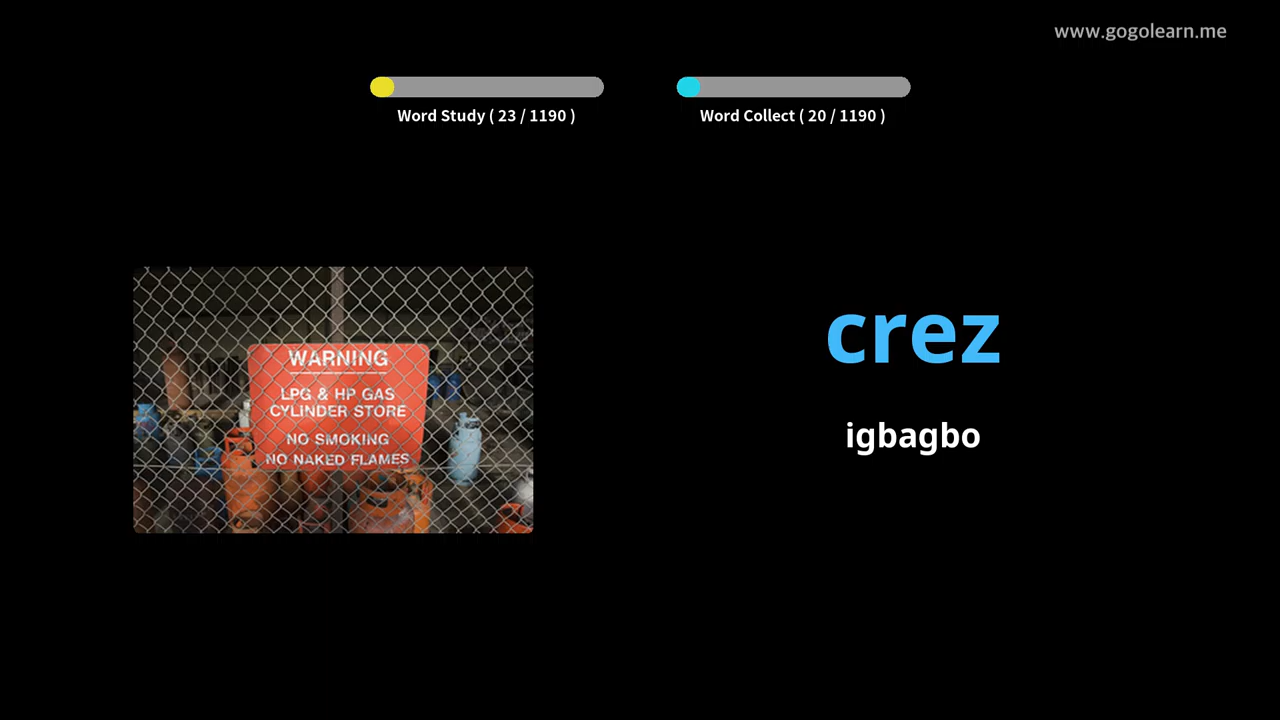 www.gogolearn.me
Word Study ( 23 / 1190 )
Word Collect ( 20 / 1190 )
WARNING
LPG & HP GAS
CYLINDER STORE
NO SMOKING
NO NAKED FLAMES
crez
igbagbo